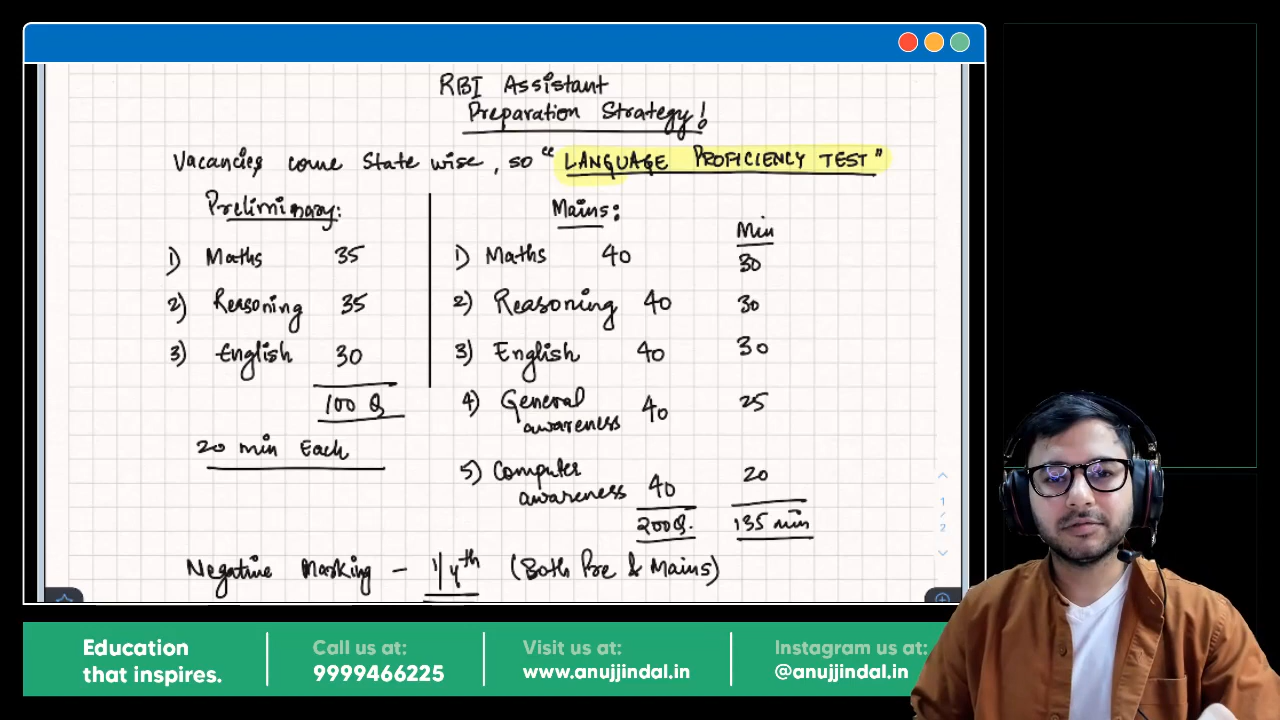 RBI Assistant
Preparation Strategy!
Vacancies come State wise, so "LANGUAGE PROFICIENCY TEST"
Preliminary:
1) Maths 35
2) Reasoning 35
3) English 30
100 Q
20 min Each
Mains:
Min
1) Maths 40 30
2) Reasoning 40 30
3) English 40 30
4) General awareness 40 25
5) Computer awareness 40 20
200Q. 135 min
Negative Marking - 1/4th (Both Pre & Mains)
1
/
2
Education
that inspires.
Call us at:
9999466225
Visit us at:
www.anujjindal.in
Instagram us at:
@anujjindal.in